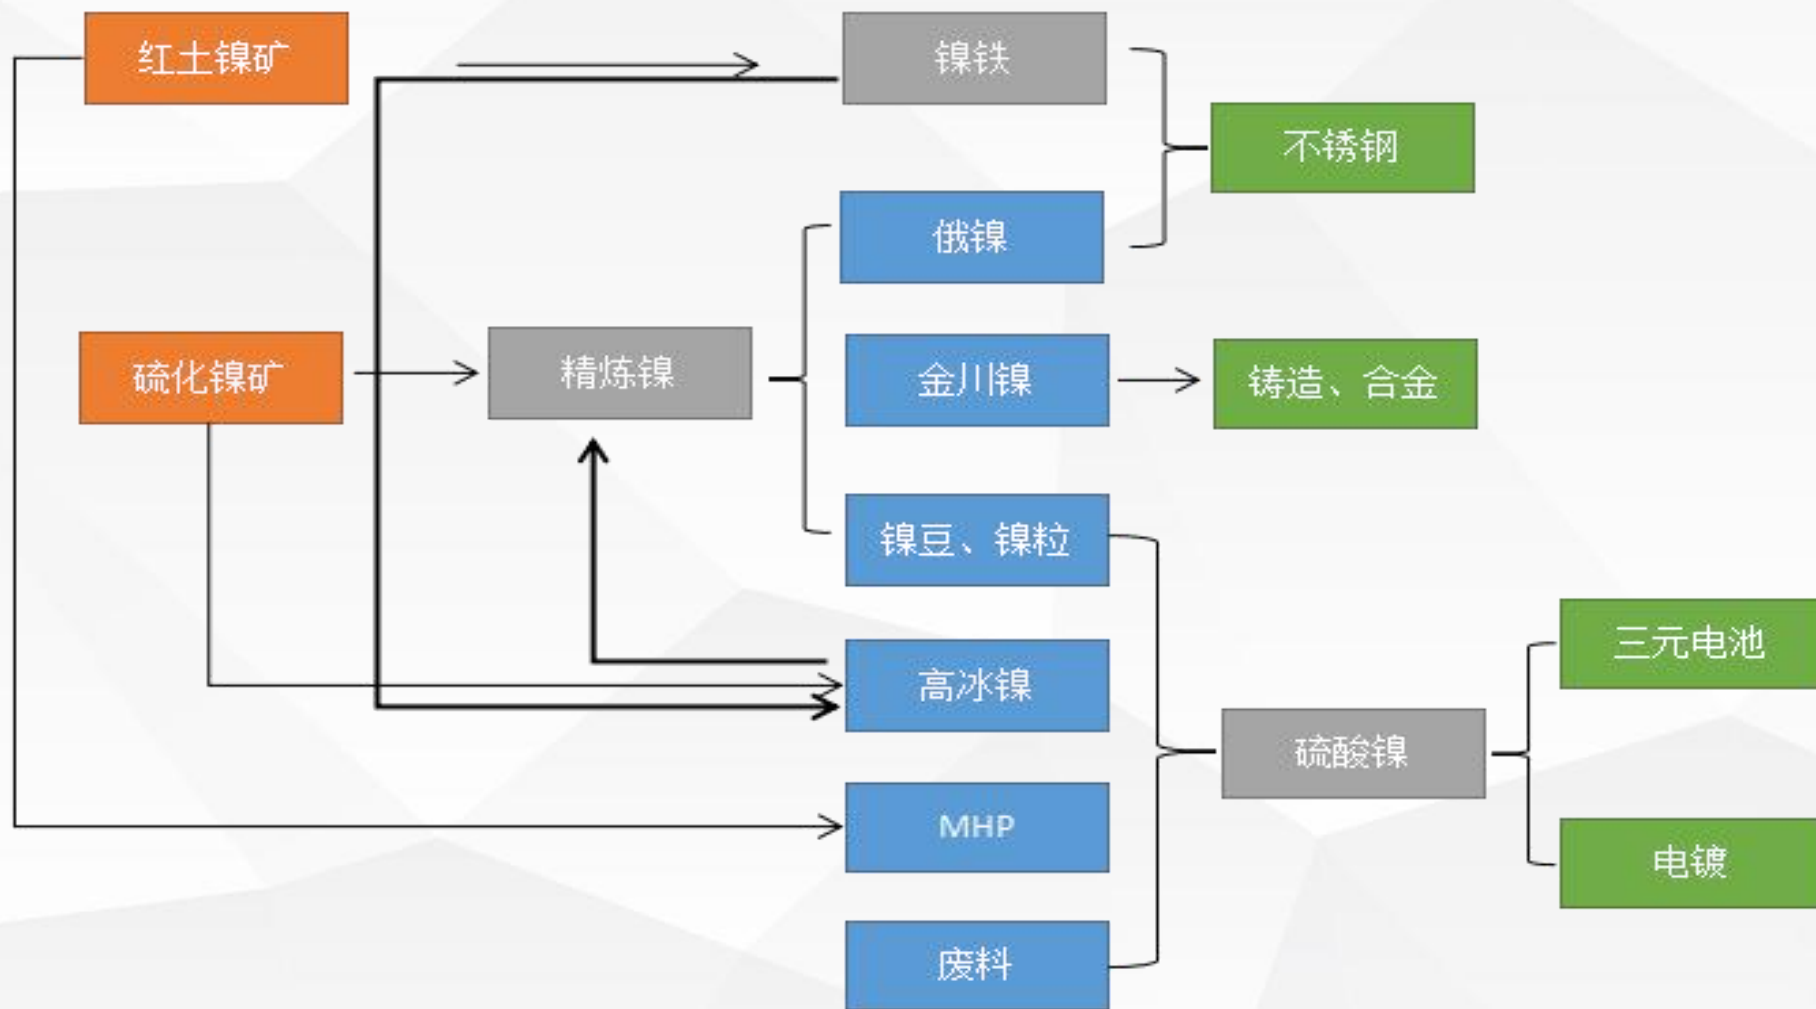 红土镍矿
镍铁
不锈钢
俄镍
硫化镍矿
精炼镍
金川镍
铸造、合金
镍豆、镍粒
三元电池
高冰镍
硫酸镍
MHP
电镀
废料